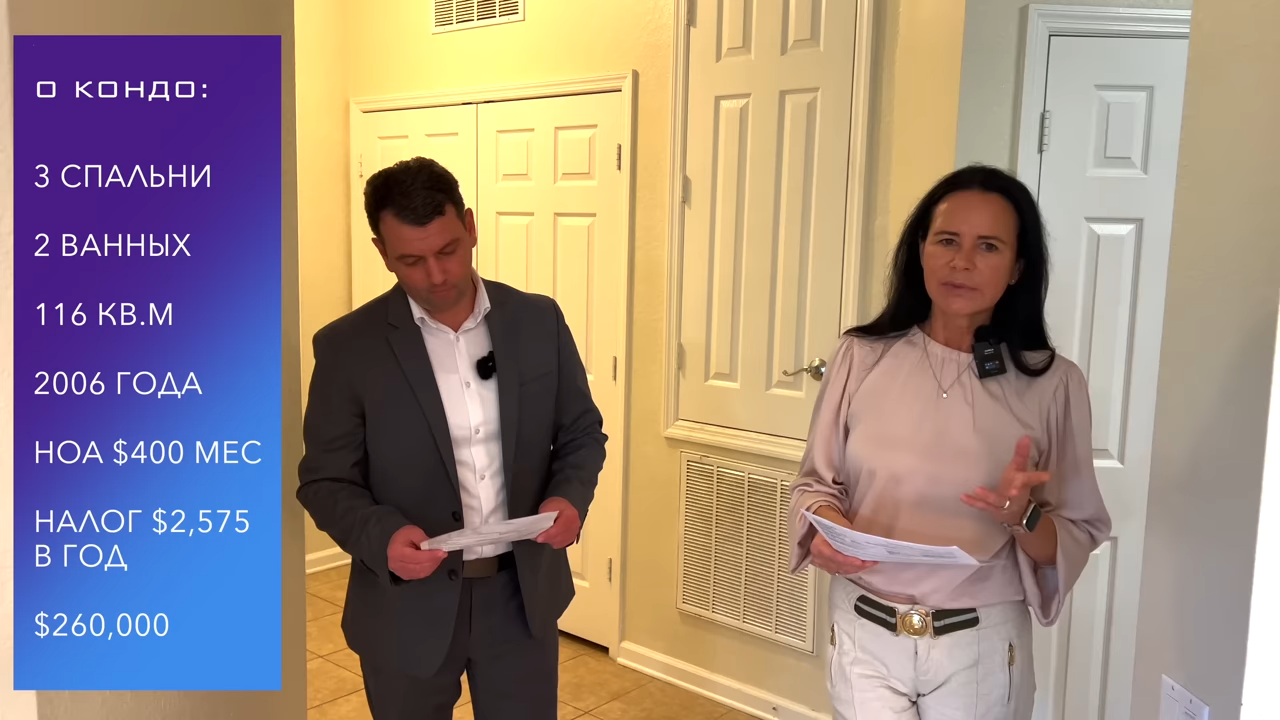 О КОНДО:
3 СПАЛЬНИ
2 ВАННЫХ
116 КВ.М
2006 ГОДА
HOA $400 МЕС
НАЛОГ $2,575
В ГОД
$260,000